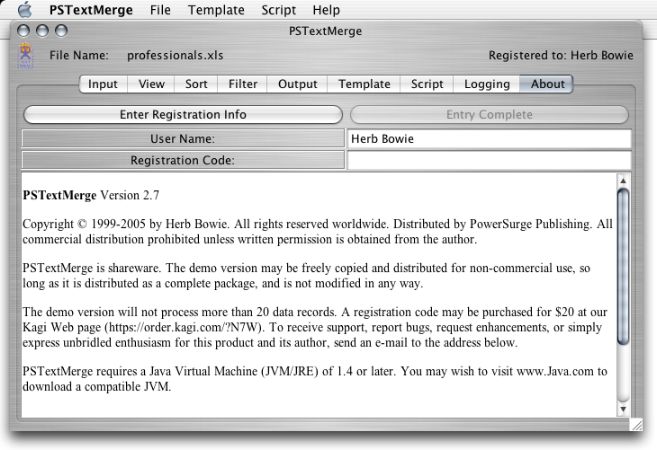 PSTextMerge File Template Script Help
PSTextMerge
File Name: professionals.xls Registered to: Herb Bowie
Input View Sort Filter Output Template Script Logging About
Enter Registration Info Entry Complete
User Name: Herb Bowie
Registration Code:
PSTextMerge Version 2.7
Copyright © 1999-2005 by Herb Bowie. All rights reserved worldwide. Distributed by PowerSurge Publishing. All
commercial distribution prohibited unless written permission is obtained from the author.
PSTextMerge is shareware. The demo version may be freely copied and distributed for non-commercial use, so
long as it is distributed as a complete package, and is not modified in any way.
The demo version will not process more than 20 data records. A registration code may be purchased for $20 at our
Kagi Web page (https://order.kagi.com/?N7W). To receive support, report bugs, request enhancements, or simply
express unbridled enthusiasm for this product and its author, send an e-mail to the address below.
PSTextMerge requires a Java Virtual Machine (JVM/JRE) of 1.4 or later. You may wish to visit www.Java.com to
download a compatible JVM.